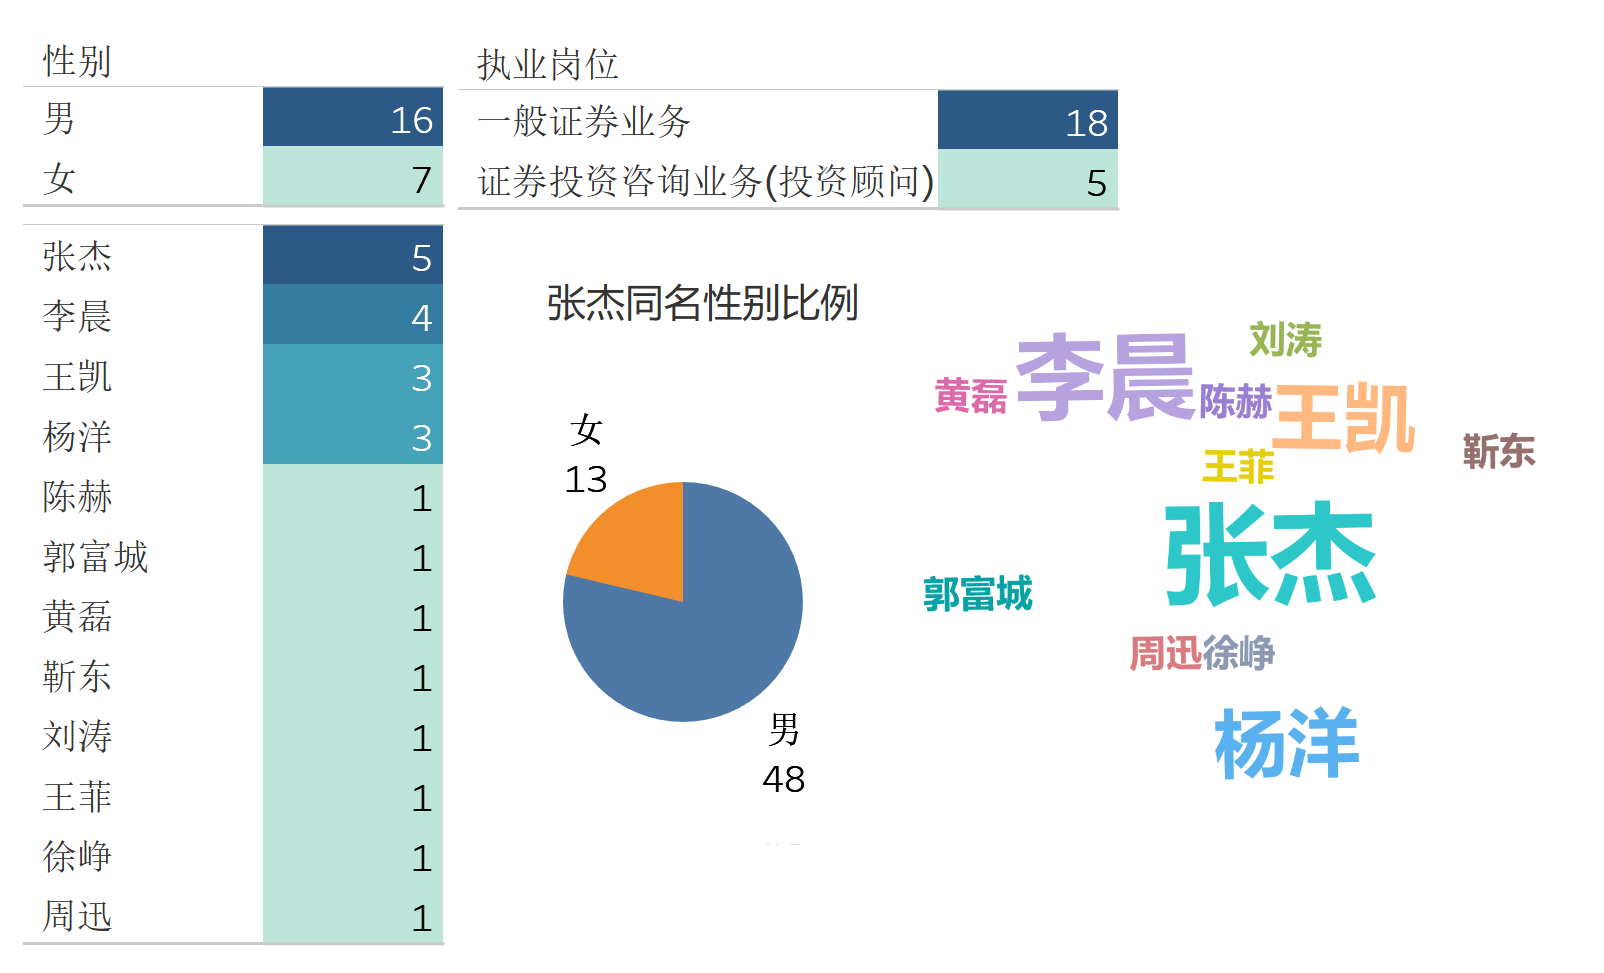 性别
男 16
女 7
执业岗位
一般证券业务 18
证券投资咨询业务(投资顾问) 5
张杰 5
李晨 4
王凯 3
杨洋 3
陈赫 1
郭富城 1
黄磊 1
靳东 1
刘涛 1
王菲 1
徐峥 1
周迅 1
张杰同名性别比例
女
13
男
48
刘涛
李晨
黄磊
陈赫
王凯
靳东
王菲
张杰
郭富城
周迅
徐峥
杨洋